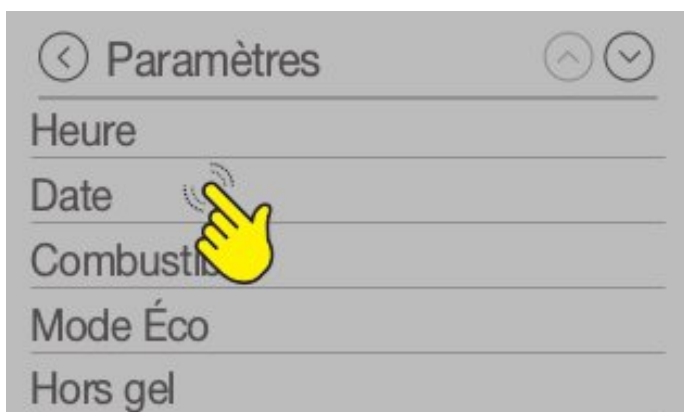 Paramètres
Heure
Date
Combustib
Mode Éco
Hors gel